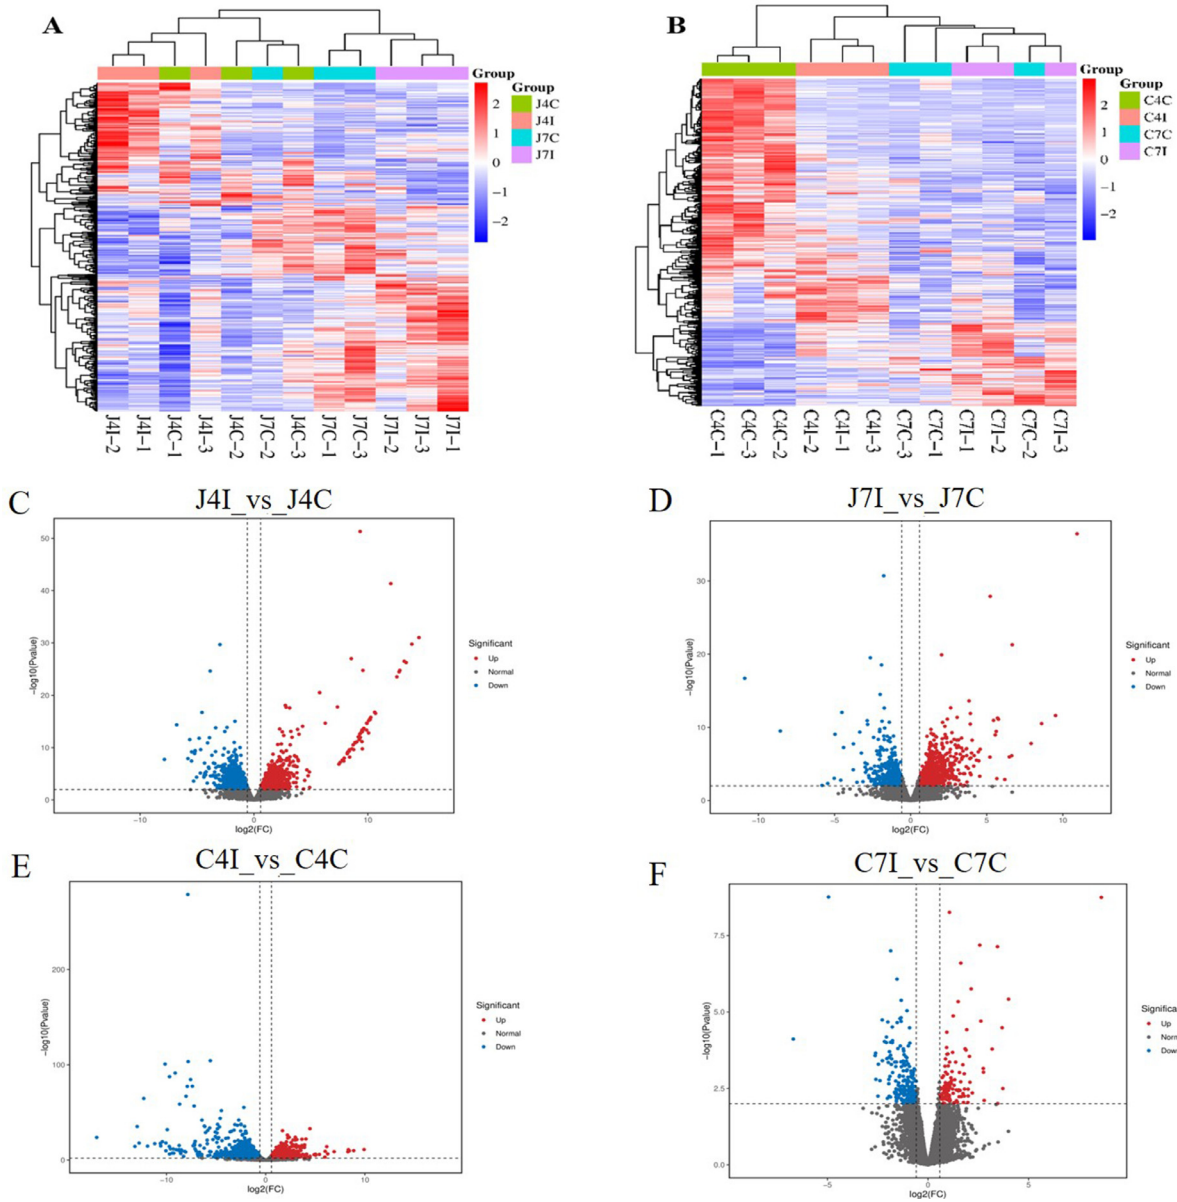 A
Group
2
1
0
−1
−2
Group
J4C
J4I
J7C
J7I
J4I-2
J4I-1
J4C-1
J4I-3
J4C-2
J7C-2
J4C-3
J7C-1
J7C-3
J7I-2
J7I-3
J7I-1
B
Group
2
1
0
−1
−2
Group
C4C
C4I
C7C
C7I
C4C-1
C4C-3
C4C-2
C4I-2
C4I-1
C4I-3
C7C-3
C7C-1
C7I-1
C7I-2
C7C-2
C7I-3
C
J4I_vs_J4C
−log10(Pvalue)
50
40
30
20
10
0
−10
0
10
log2(FC)
Significant
Up
Normal
Down
D
J7I_vs_J7C
−log10(Pvalue)
30
20
10
0
−10
−5
0
5
10
log2(FC)
Significant
Up
Normal
Down
E
C4I_vs_C4C
−log10(Pvalue)
200
100
0
−10
0
10
log2(FC)
Significant
Up
Normal
Down
F
C7I_vs_C7C
−log10(Pvalue)
7.5
5.0
2.5
0.0
−5
0
5
log2(FC)
Significa
Up
Norr
Dow